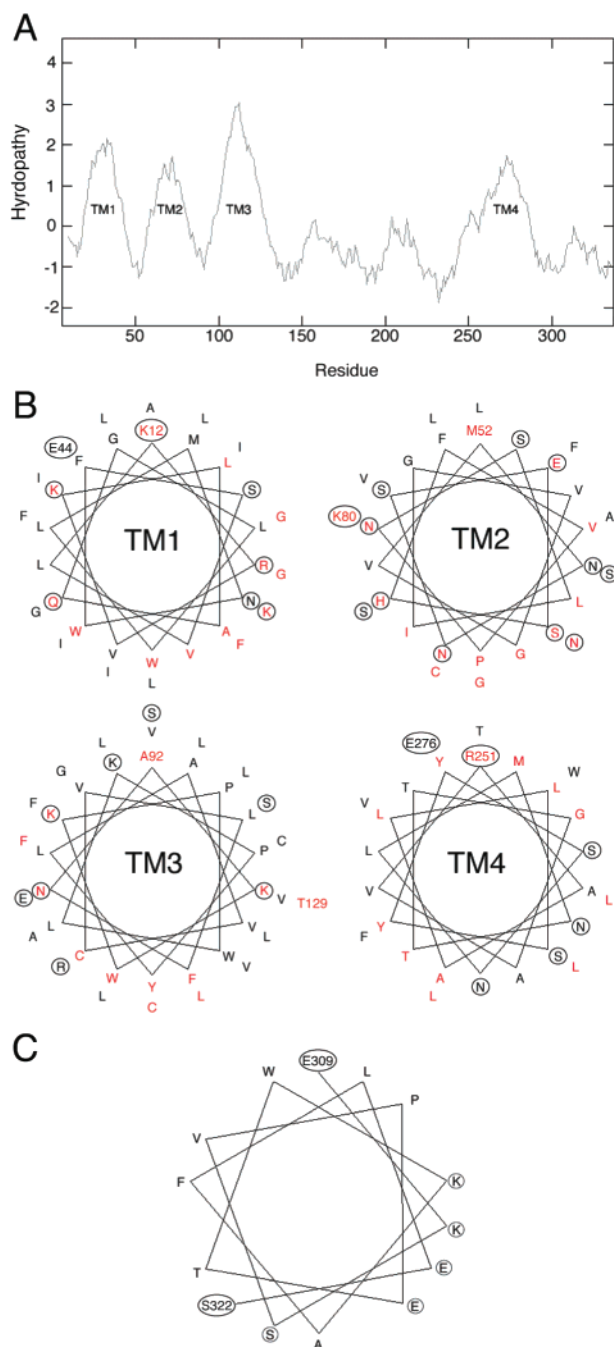 A
4
3
2
1
0
-1
-2
Hyrdopathy
TM1 TM2 TM3 TM4
50 100 150 200 250 300
Residue
B
L A L
E44 G K12 M I
I F L
K S
F L L G
L R G
G Q N K
W A F
I V W V
I L
TM1
L L
F M52 S F
G E
V S V A
K80 N V
V N S
S H L
I S N
N P G
C G
TM2
S
V
L K A92 A L
G V P L S
F K P C
F L
E N K V T129
L V L
A C W V
R W Y F
L C L
TM3
T
E276 Y R251 M W
T L
V L G
L S
V A L
F Y N
T S L
A N A
L
TM4
C
E309
W L
P
V
F K
K
T E
S322 E
S A